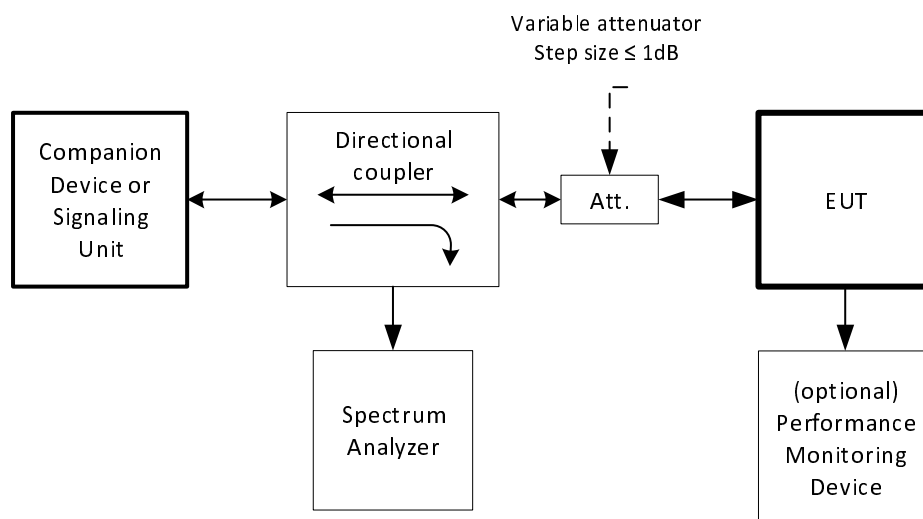 Variable attenuator
Step size ≤ 1dB
Companion
Device or
Signaling
Unit
Directional
coupler
Att.
EUT
Spectrum
Analyzer
(optional)
Performance
Monitoring
Device